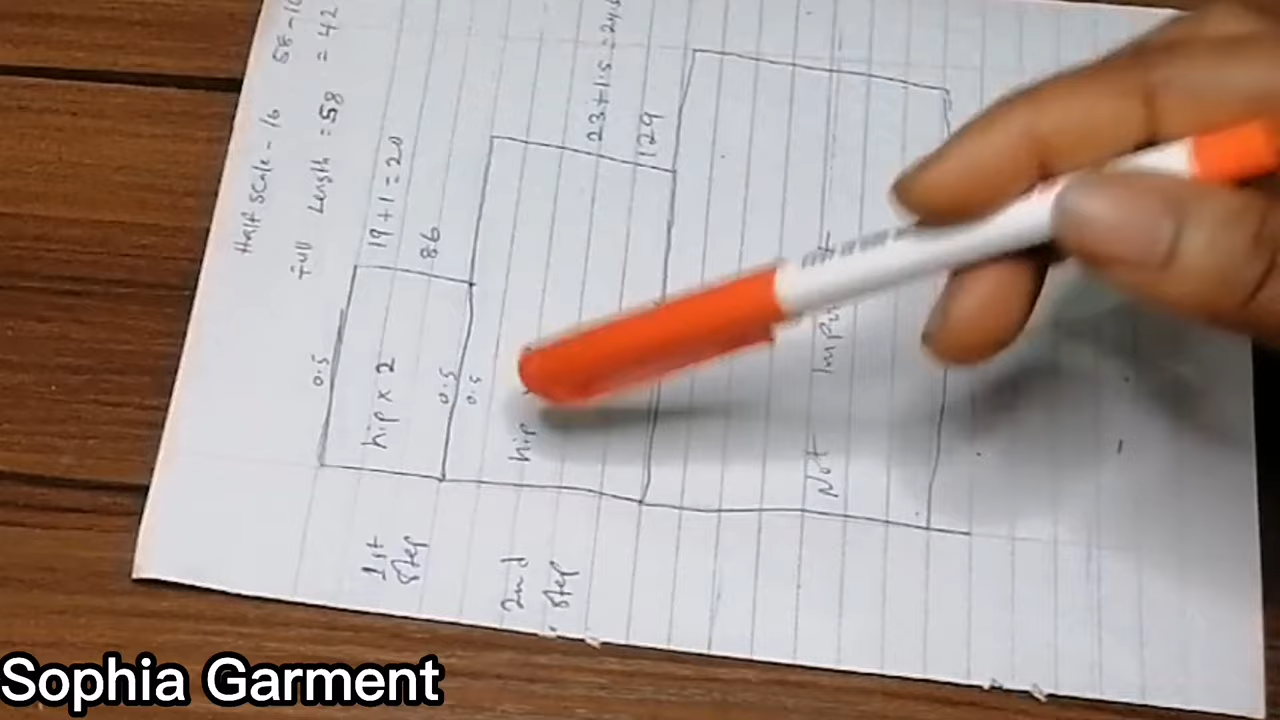 Half scale - 16
58-16
Full Length = 58
= 42
0.5
19+1=20
hip x 2
86
1st
step
0.5
0.5
hip
23+1.5 = 24.5
129
2nd
step
Not
Sophia Garment